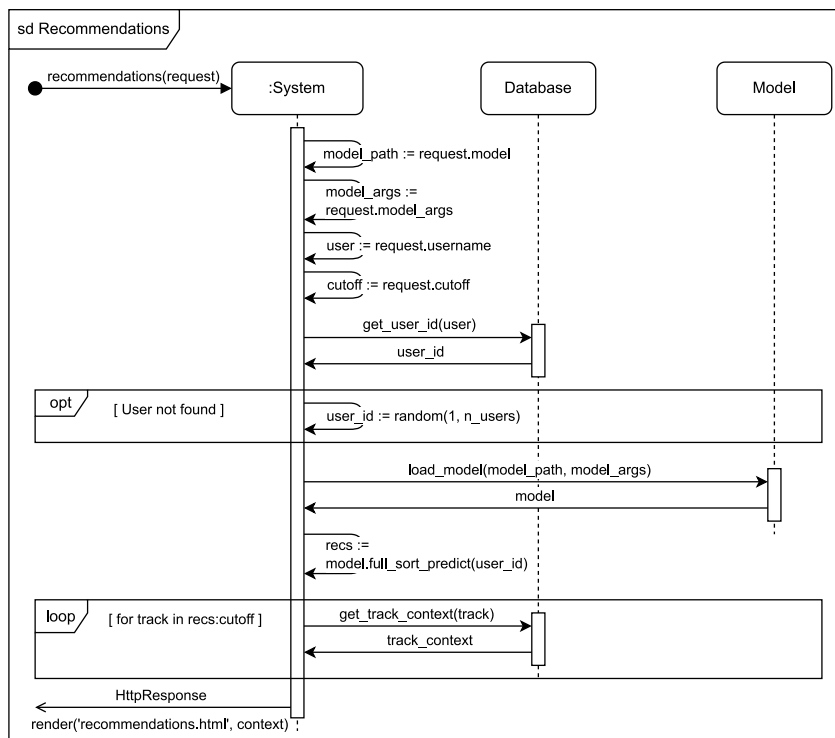 sd Recommendations
recommendations(request)
:System
Database
Model
model_path := request.model
model_args :=
request.model_args
user := request.username
cutoff := request.cutoff
get_user_id(user)
user_id
opt
[ User not found ]
user_id := random(1, n_users)
load_model(model_path, model_args)
model
recs :=
model.full_sort_predict(user_id)
loop
[ for track in recs:cutoff ]
get_track_context(track)
track_context
HttpResponse
render('recommendations.html', context)